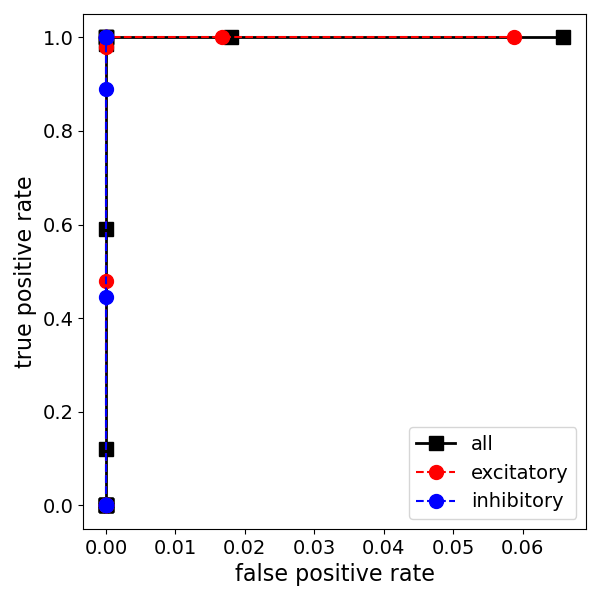 1.0
0.8
0.6
0.4
0.2
0.0
true positive rate
all
excitatory
inhibitory
0.00 0.01 0.02 0.03 0.04 0.05 0.06
false positive rate